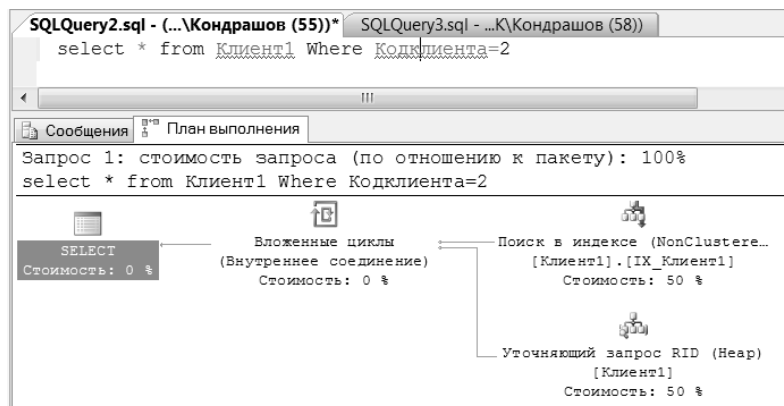 SQLQuery2.sql - (...\Кондрашов (55))* SQLQuery3.sql - ...K\Кондрашов (58))
select * from Клиент1 Where Кодклиента=2
Сообщения План выполнения
Запрос 1: стоимость запроса (по отношению к пакету): 100%
select * from Клиент1 Where Кодклиента=2
SELECT
Стоимость: 0 %
Вложенные циклы
(Внутреннее соединение)
Стоимость: 0 %
Поиск в индексе (NonClustere…
[Клиент1].[IX_Клиент1]
Стоимость: 50 %
Уточняющий запрос RID (Heap)
[Клиент1]
Стоимость: 50 %